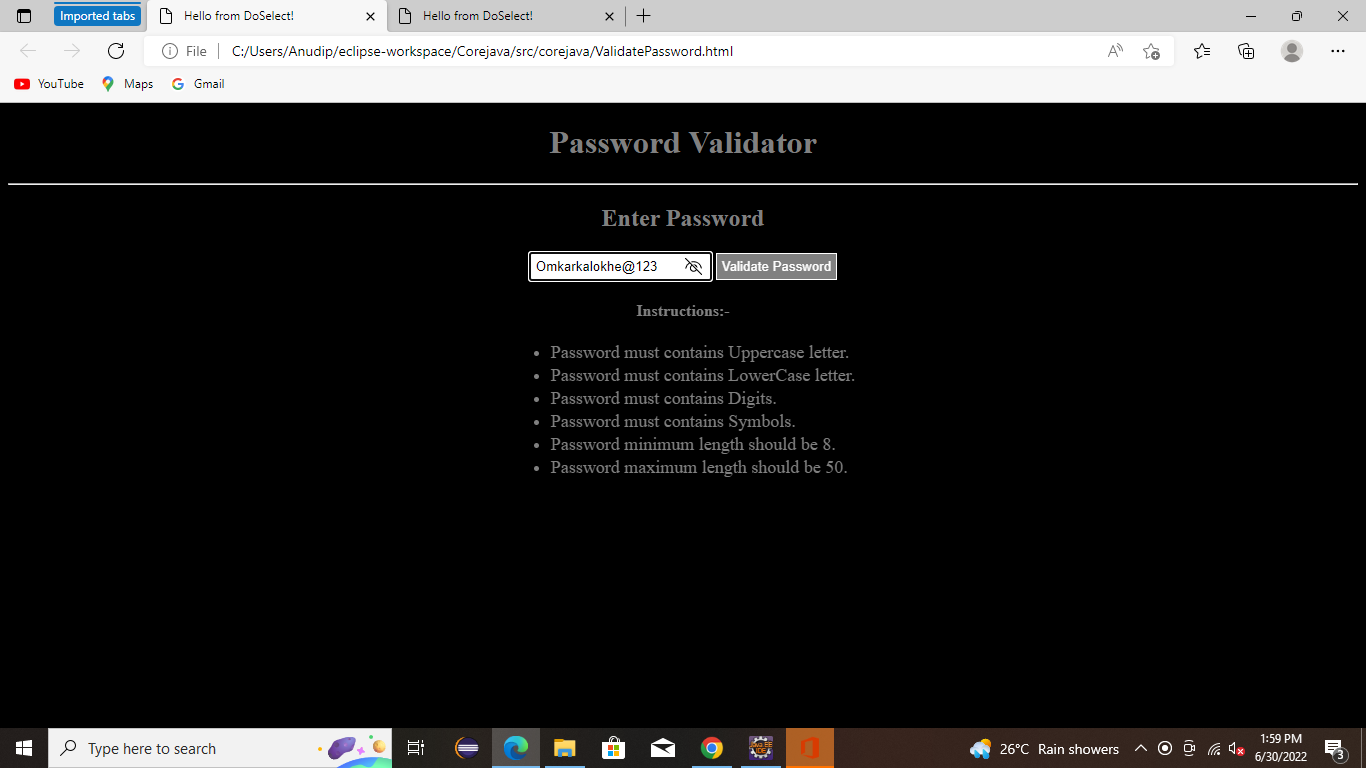 Imported tabs
Hello from DoSelect!
Hello from DoSelect!
File
C:/Users/Anudip/eclipse-workspace/Corejava/src/corejava/ValidatePassword.html
YouTube
Maps
Gmail
Password Validator
Enter Password
Omkarkalokhe@123
Validate Password
Instructions:-
Password must contains Uppercase letter.
Password must contains LowerCase letter.
Password must contains Digits.
Password must contains Symbols.
Password minimum length should be 8.
Password maximum length should be 50.
Type here to search
26°C Rain showers
1:59 PM
6/30/2022
3